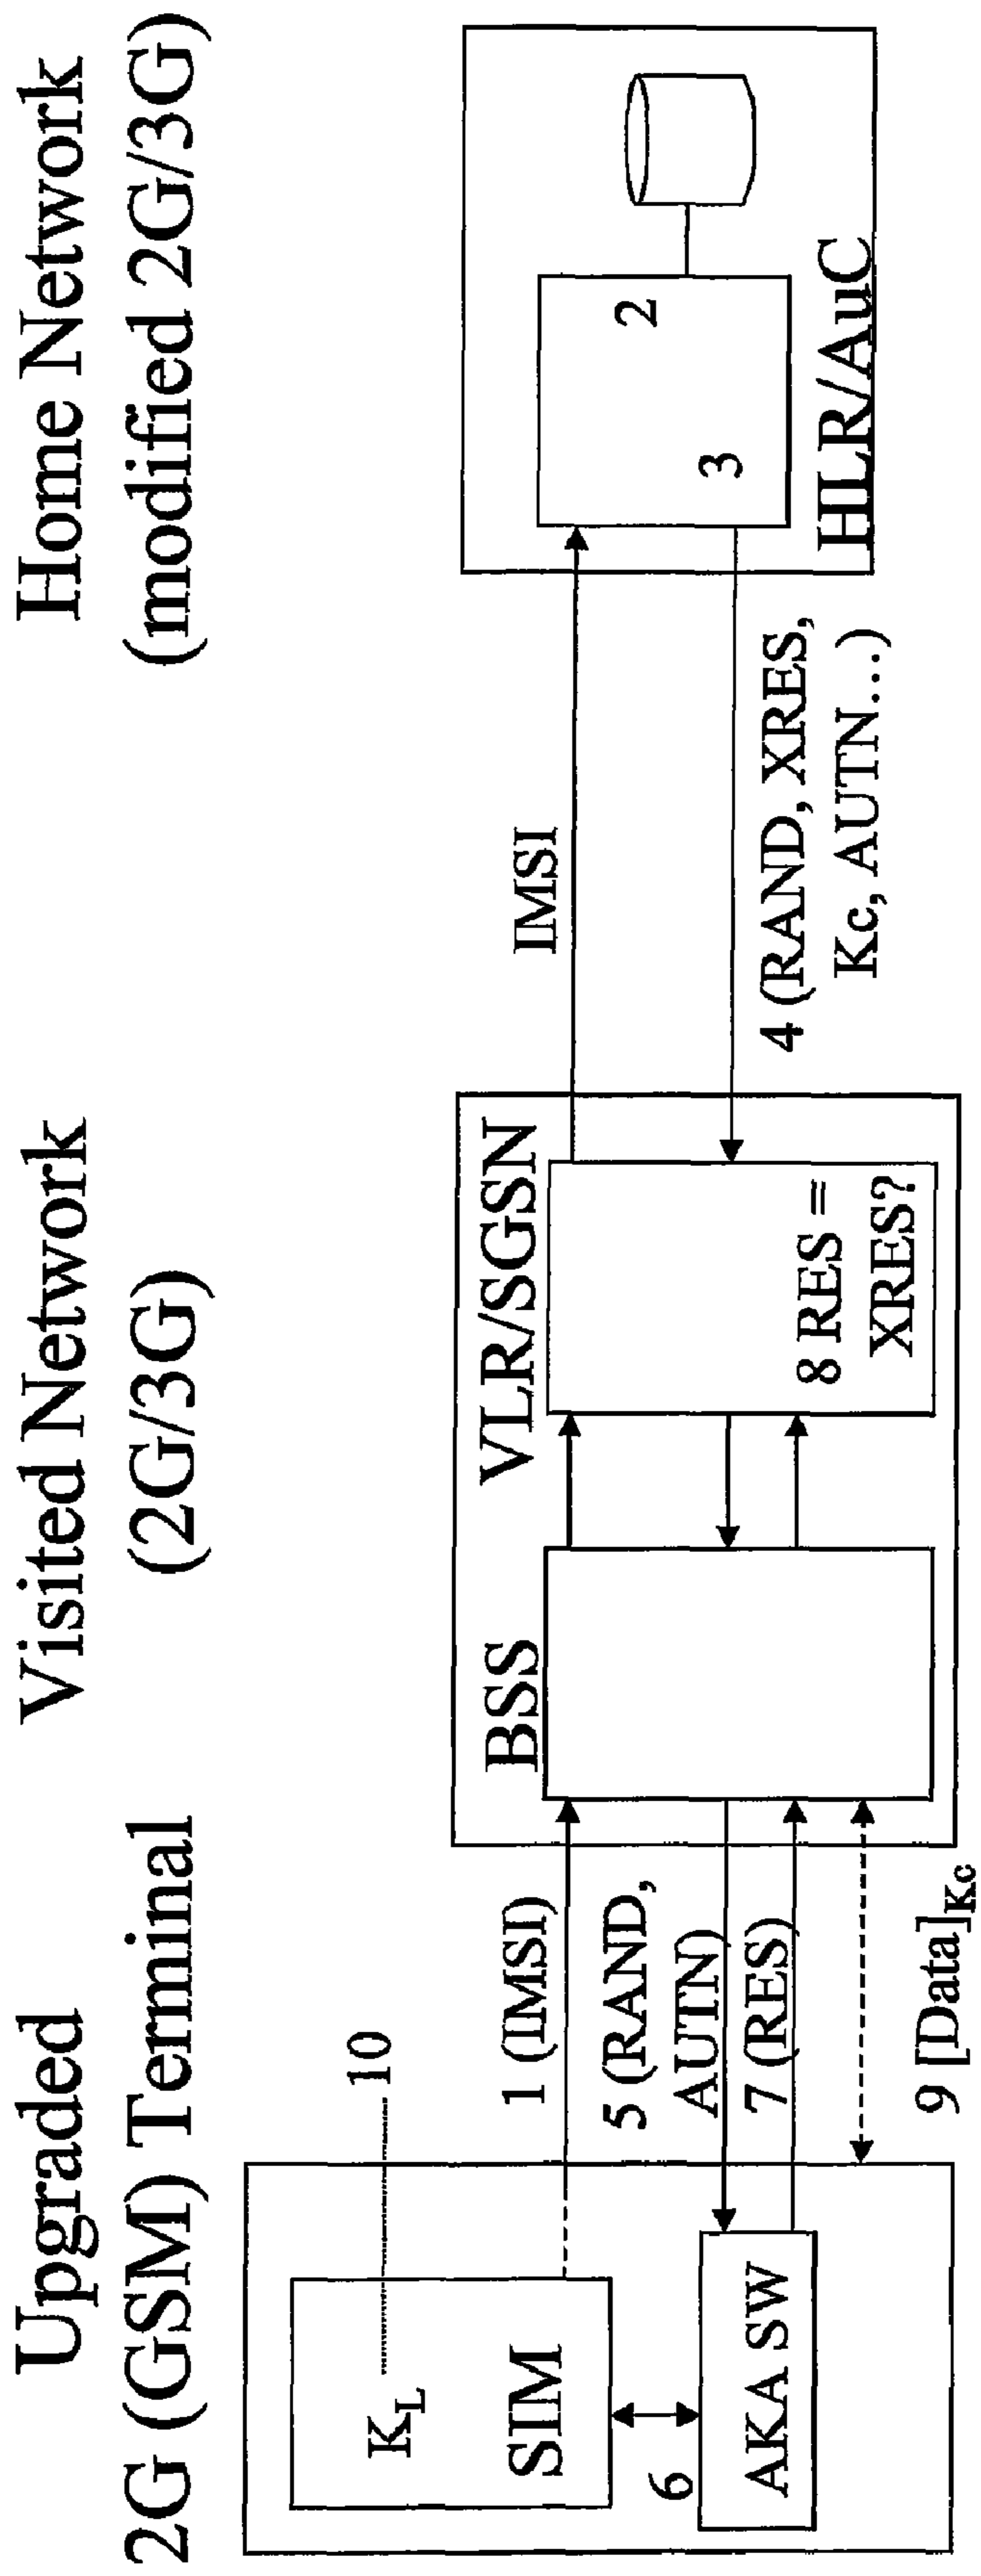 Upgraded
2G (GSM) Terminal
Visited Network
(2G/3G)
Home Network
(modified 2G/3G)
10
K_L
SIM
6
AKA SW
1 (IMSI)
5 (RAND,
AUTN)
7 (RES)
9 [Data]_Kc
BSS
VLR/SGSN
8 RES =
XRES?
IMSI
4 (RAND, XRES,
Kc, AUTN...)
2
3
HLR/AuC